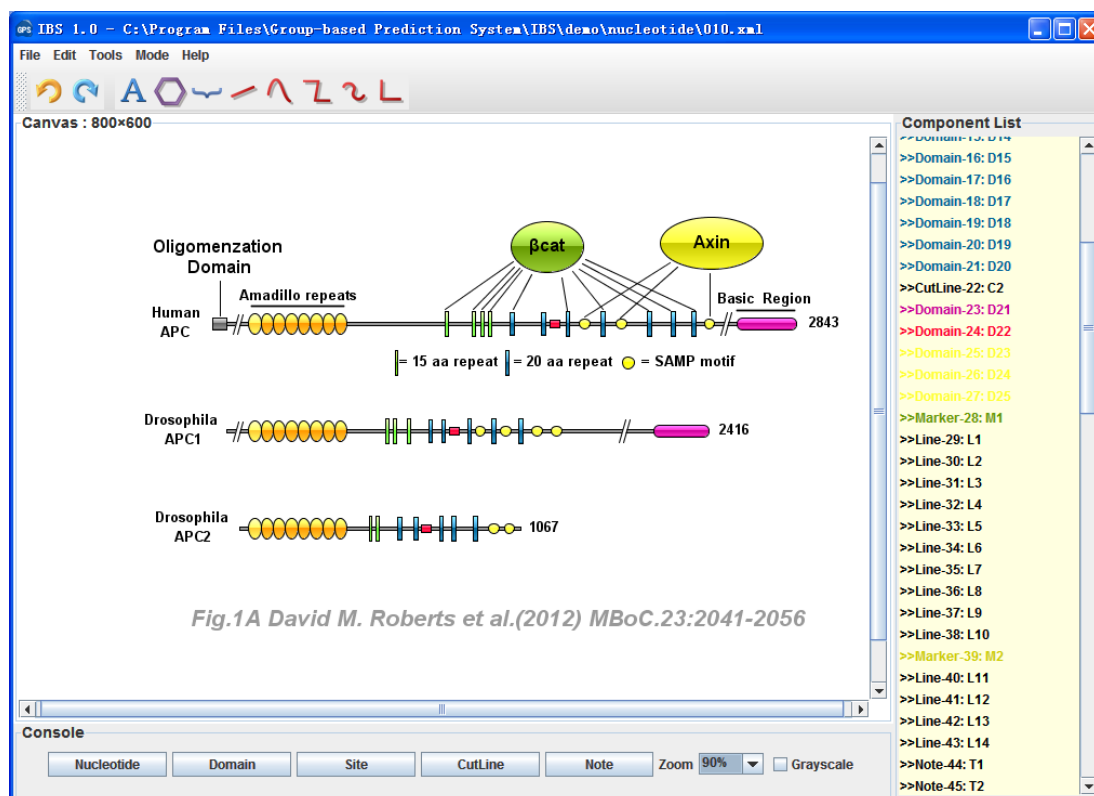 IBS 1.0 - C:\Program Files\Group-based Prediction System\IBS\demo\nucleotide\010.xml
File Edit Tools Mode Help
A
Canvas : 800×600
Oligomenzation
Domain
βcat
Axin
Amadillo repeats
Basic Region
Human
APC
2843
= 15 aa repeat
= 20 aa repeat
= SAMP motif
Drosophila
APC1
2416
Drosophila
APC2
1067
Fig.1A David M. Roberts et al.(2012) MBoC.23:2041-2056
Component List
>>Domain-15: D14
>>Domain-16: D15
>>Domain-17: D16
>>Domain-18: D17
>>Domain-19: D18
>>Domain-20: D19
>>Domain-21: D20
>>CutLine-22: C2
>>Domain-23: D21
>>Domain-24: D22
>>Domain-25: D23
>>Domain-26: D24
>>Domain-27: D25
>>Marker-28: M1
>>Line-29: L1
>>Line-30: L2
>>Line-31: L3
>>Line-32: L4
>>Line-33: L5
>>Line-34: L6
>>Line-35: L7
>>Line-36: L8
>>Line-37: L9
>>Line-38: L10
>>Marker-39: M2
>>Line-40: L11
>>Line-41: L12
>>Line-42: L13
>>Line-43: L14
>>Note-44: T1
>>Note-45: T2
Console
Nucleotide Domain Site CutLine Note Zoom 90% Grayscale